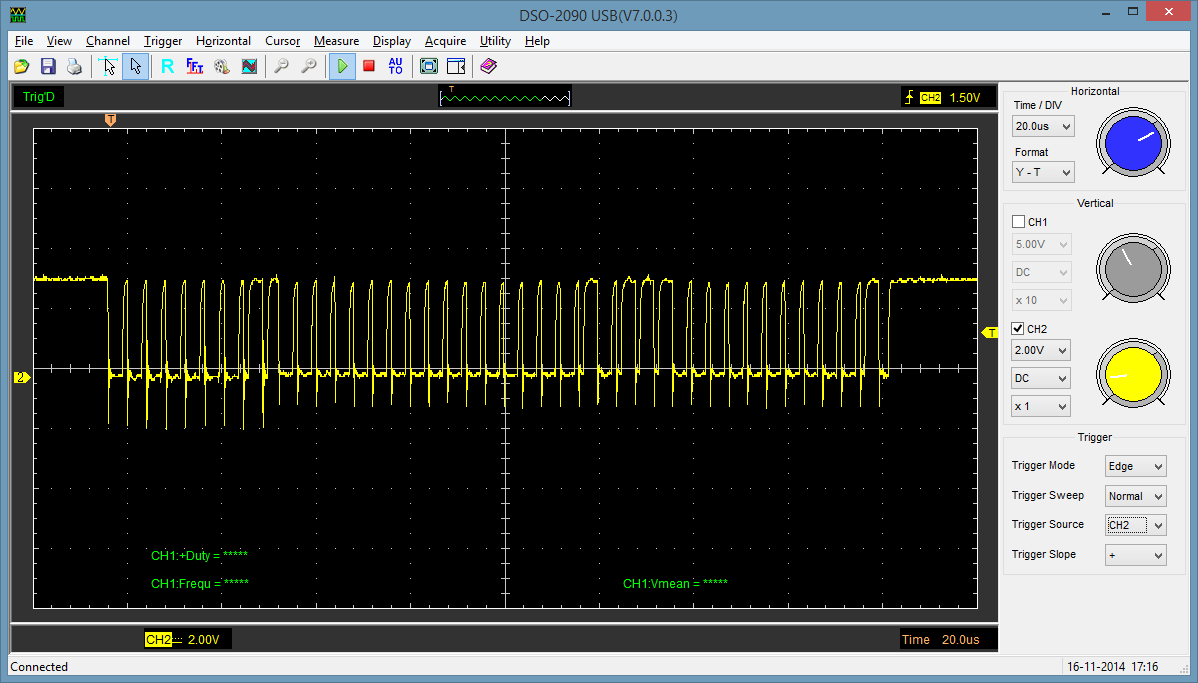 DSO-2090 USB(V7.0.0.3)
File View Channel Trigger Horizontal Cursor Measure Display Acquire Utility Help
R FFT AU TO
Trig'D T CH2 1.50V
T
2
T
CH1:+Duty = *****
CH1:Frequ = *****
CH1:Vmean = *****
CH2 2.00V
Time 20.0us
Horizontal
Time / DIV
20.0us
Format
Y - T
Vertical
CH1
5.00V
DC
x 10
CH2
2.00V
DC
x 1
Trigger
Trigger Mode Edge
Trigger Sweep Normal
Trigger Source CH2
Trigger Slope +
Connected
16-11-2014 17:16